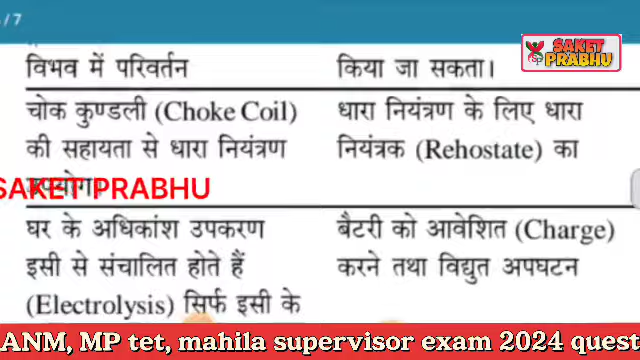 /7
SAKET
PRABHU
विभव में परिवर्तन
किया जा सकता।
चोक कुण्डली (Choke Coil)
की सहायता से धारा नियंत्रण
धारा नियंत्रण के लिए धारा
नियंत्रक (Rehostate) का
SAKET PRABHU
घर के अधिकांश उपकरण
इसी से संचालित होते हैं
(Electrolysis) सिर्फ इसी के
बैटरी को आवेशित (Charge)
करने तथा विद्युत अपघटन
ANM, MP tet, mahila supervisor exam 2024 quest